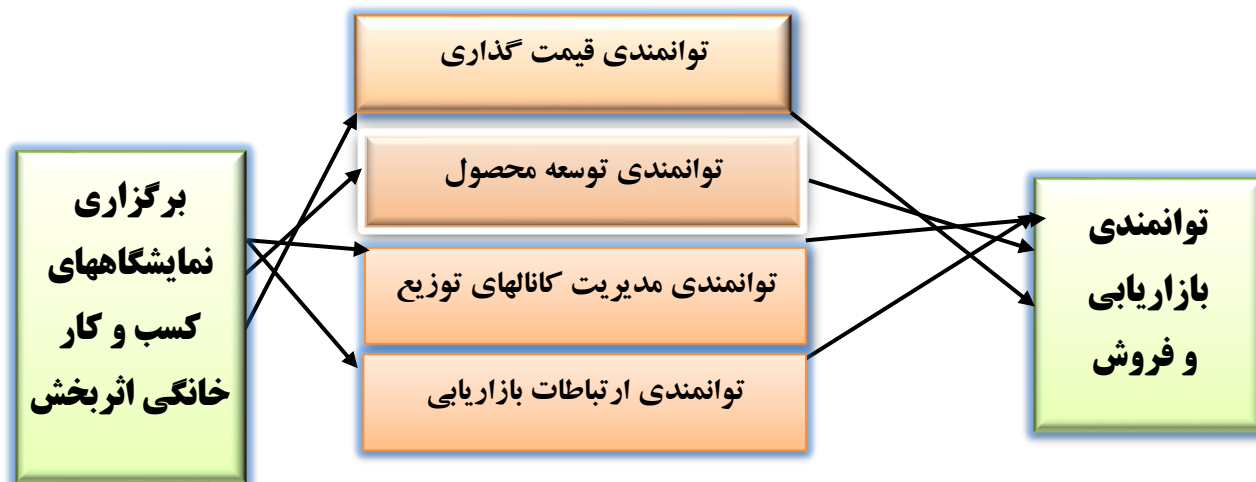 برگزاری
نمایشگاههای
کسب و کار
خانگی اثربخش
توانمندی قیمت گذاری
توانمندی توسعه محصول
توانمندی مدیریت کانالهای توزیع
توانمندی ارتباطات بازاریابی
توانمندی
بازاریابی
و فروش